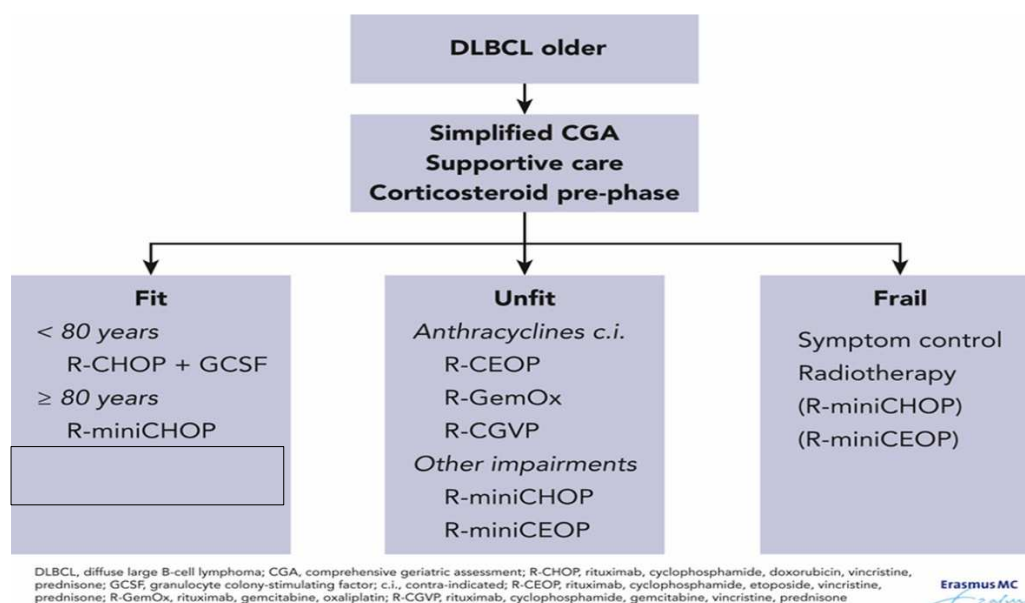 DLBCL older
Simplified CGA
Supportive care
Corticosteroid pre-phase
Fit
< 80 years
R-CHOP + GCSF
≥ 80 years
R-miniCHOP
Unfit
Anthracyclines c.i.
R-CEOP
R-GemOx
R-CGVP
Other impairments
R-miniCHOP
R-miniCEOP
Frail
Symptom control
Radiotherapy
(R-miniCHOP)
(R-miniCEOP)
DLBCL, diffuse large B-cell lymphoma; CGA, comprehensive geriatric assessment; R-CHOP, rituximab, cyclophosphamide, doxorubicin, vincristine,
prednisone; GCSF, granulocyte colony-stimulating factor; c.i., contra-indicated; R-CEOP, rituximab, cyclophosphamide, etoposide, vincristine,
prednisone; R-GemOx, rituximab, gemcitabine, oxaliplatin; R-CGVP, rituximab, cyclophosphamide, gemcitabine, vincristine, prednisone
Erasmus MC